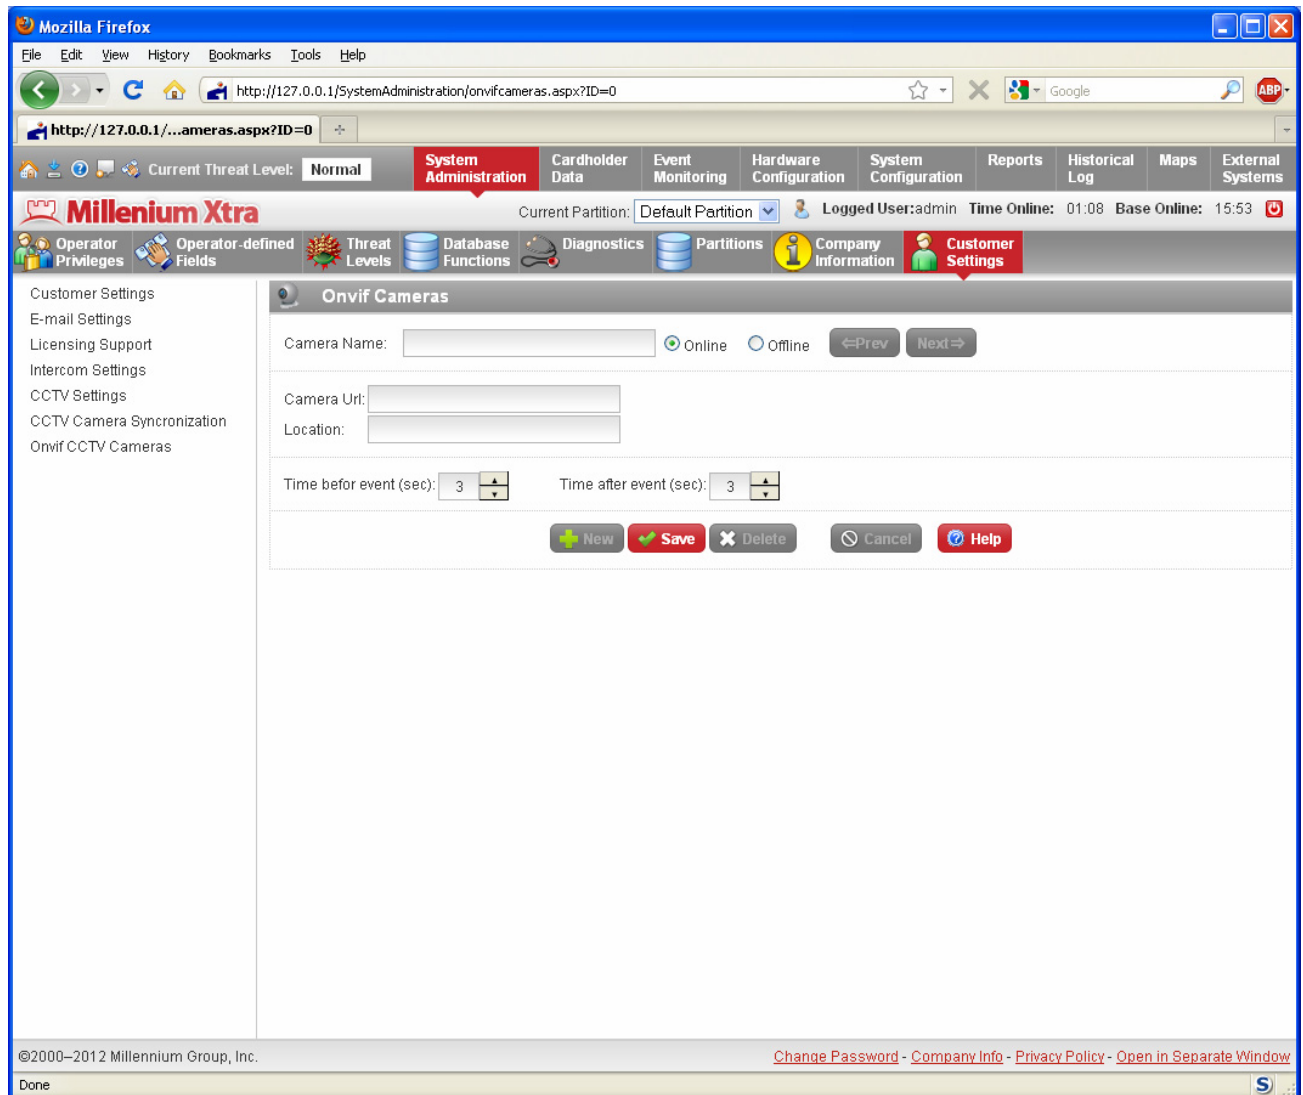 Mozilla Firefox
File Edit View History Bookmarks Tools Help
http://127.0.0.1/SystemAdministration/onvifcameras.aspx?ID=0 Google ABP
http://127.0.0.1/...ameras.aspx?ID=0
Current Threat Level: Normal System Administration Cardholder Data Event Monitoring Hardware Configuration System Configuration Reports Historical Log Maps External Systems
Millenium Xtra Current Partition: Default Partition Logged User:admin Time Online: 01:08 Base Online: 15:53
Operator Privileges Operator-defined Fields Threat Levels Database Functions Diagnostics Partitions Company Information Customer Settings
Customer Settings
E-mail Settings
Licensing Support
Intercom Settings
CCTV Settings
CCTV Camera Syncronization
Onvif CCTV Cameras
Onvif Cameras
Camera Name: Online Offline ⇐Prev Next⇒
Camera Url:
Location:
Time befor event (sec): 3 Time after event (sec): 3
New Save Delete Cancel Help
©2000–2012 Millennium Group, Inc. Change Password - Company Info - Privacy Policy - Open in Separate Window
Done S